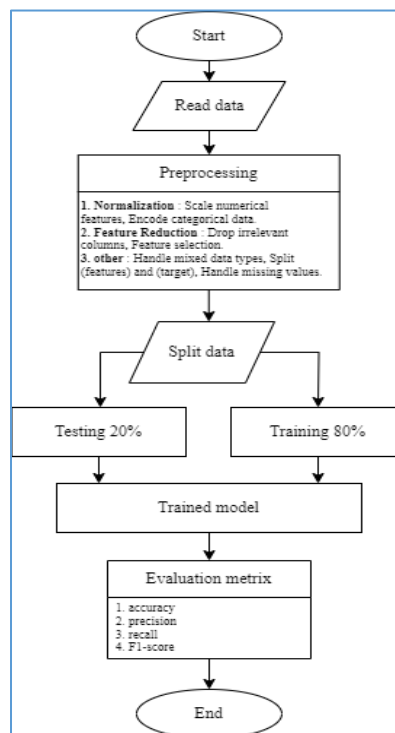 Start
Read data
Preprocessing
1. Normalization : Scale numerical
features, Encode categorical data.
2. Feature Reduction : Drop irrelevant
columns, Feature selection.
3. other : Handle mixed data types, Split
(features) and (target), Handle missing values.
Split data
Testing 20%
Training 80%
Trained model
Evaluation metrix
1. accuracy
2. precision
3. recall
4. F1-score
End